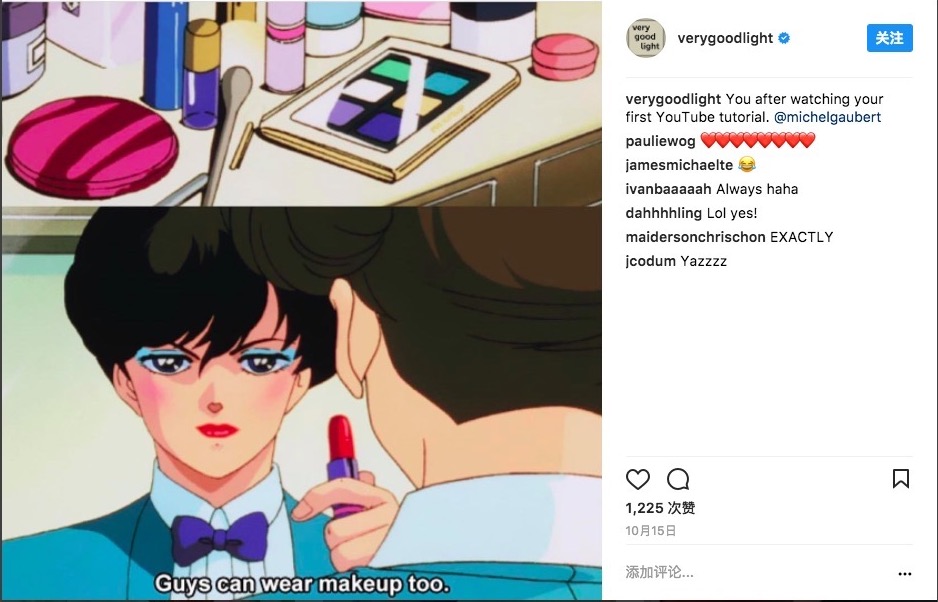 very
good
light
verygoodlight
关注
verygoodlight You after watching your
first YouTube tutorial. @michelgaubert
pauliewog ❤️❤️❤️❤️❤️❤️❤️❤️
jamesmichaelte 😂
ivanbaaaaah Always haha
dahhhhling Lol yes!
maidersonchrischon EXACTLY
jcodum Yazzzz
1,225 次赞
10月15日
添加评论...
Guys can wear makeup too.